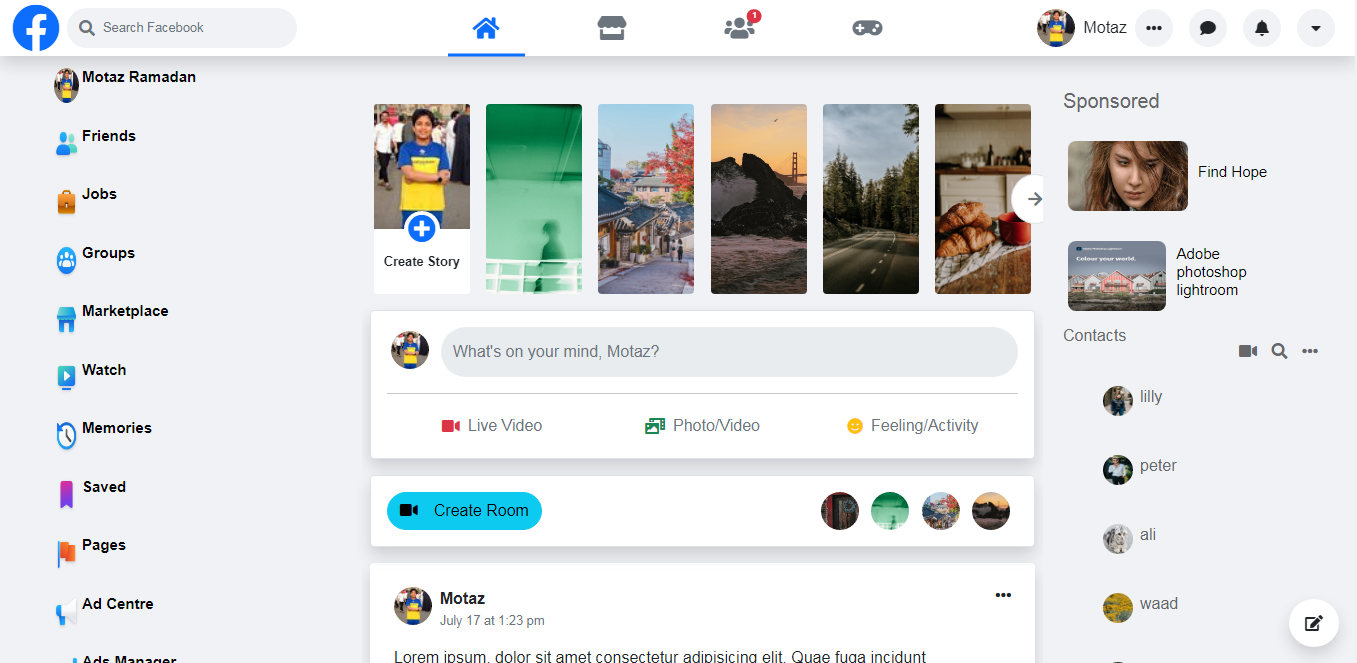 Search Facebook
1
Motaz
Motaz Ramadan
Friends
Jobs
Groups
Marketplace
Watch
Memories
Saved
Pages
Ad Centre
Ads Manager
Create Story
What's on your mind, Motaz?
Live Video
Photo/Video
Feeling/Activity
Create Room
Motaz
July 17 at 1:23 pm
Lorem ipsum, dolor sit amet consectetur adipisicing elit. Quae fuga incidunt
Sponsored
Find Hope
Colour your world.
Adobe
photoshop
lightroom
Contacts
lilly
peter
ali
waad